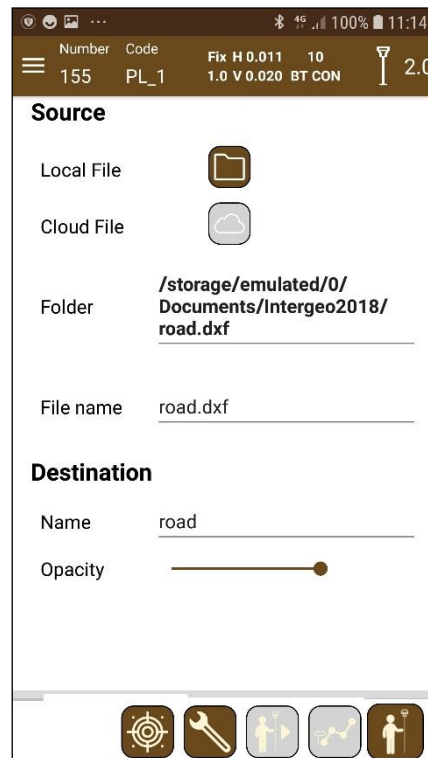 4G 100% 11:14
Number Code Fix H 0.011 10
155 PL_1 1.0 V 0.020 BT CON 2.0
Source
Local File
Cloud File
Folder
/storage/emulated/0/
Documents/Intergeo2018/
road.dxf
File name road.dxf
Destination
Name road
Opacity